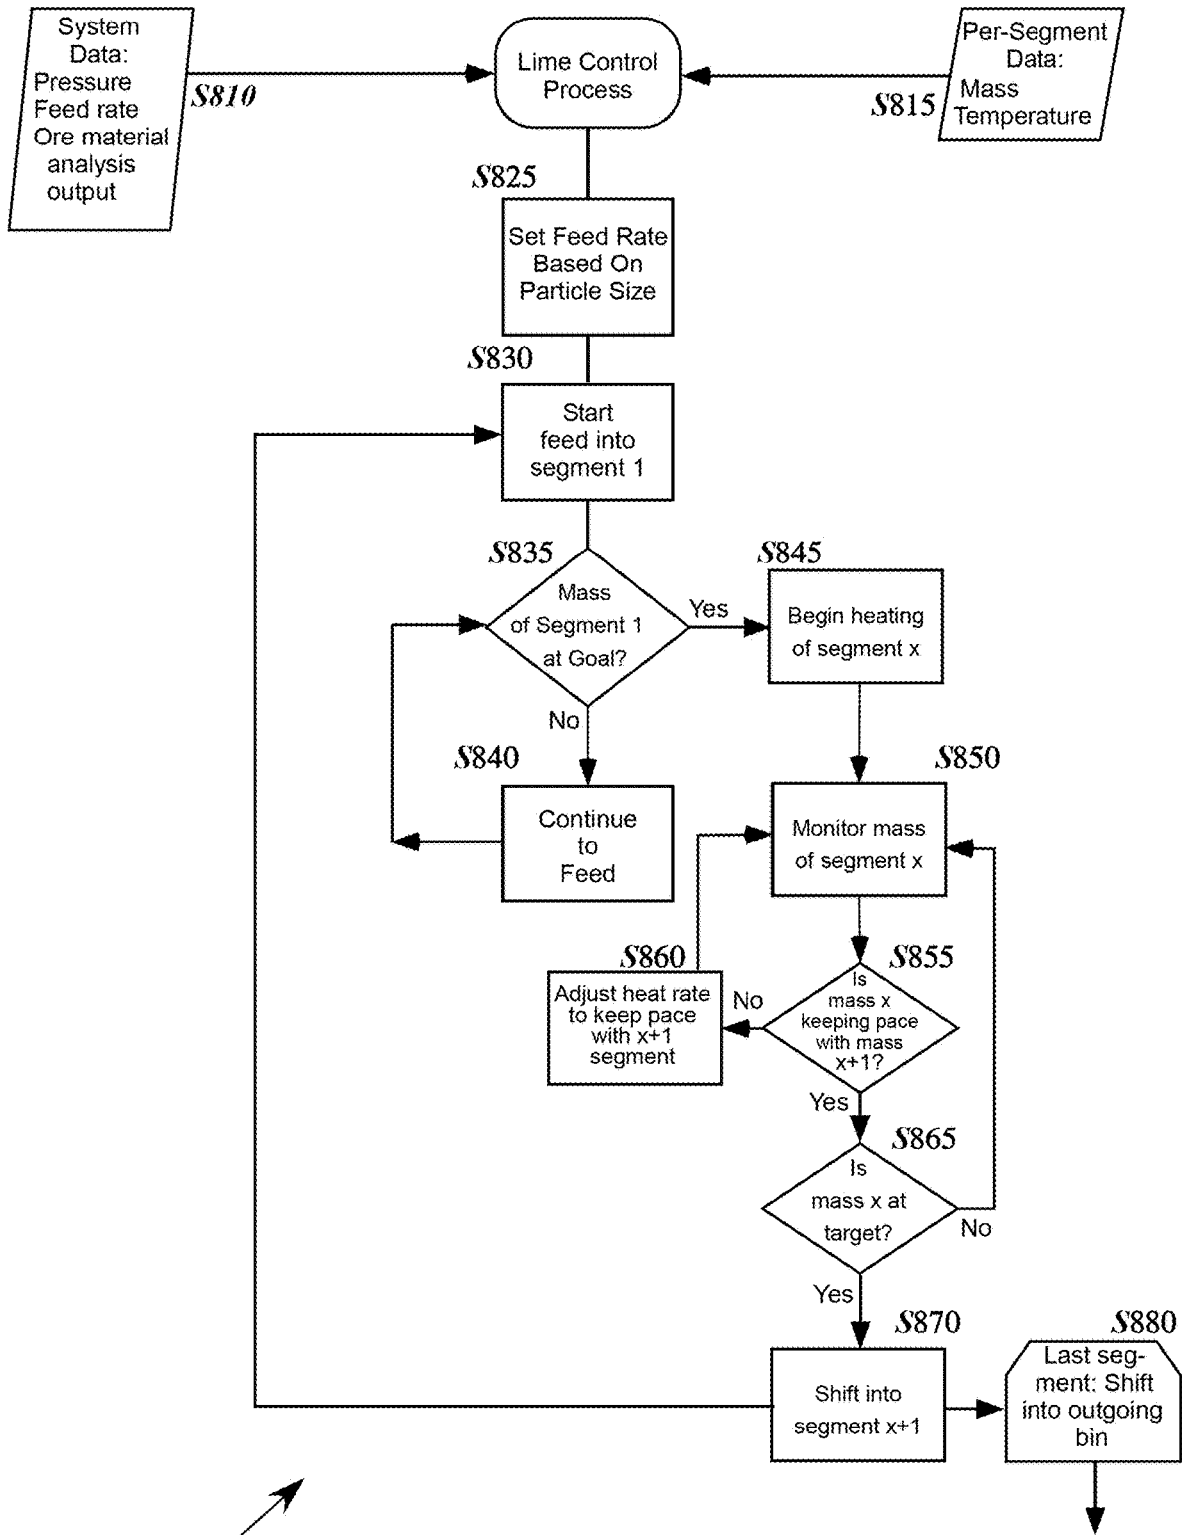 System
Data:
Pressure
Feed rate
Ore material
analysis
output
S810
Lime Control
Process
Per-Segment
Data:
Mass
Temperature
S815
S825
Set Feed Rate
Based On
Particle Size
S830
Start
feed into
segment 1
S835
Mass
of Segment 1
at Goal?
Yes
No
S845
Begin heating
of segment x
S840
Continue
to
Feed
S850
Monitor mass
of segment x
S860
Adjust heat rate
to keep pace
with x+1
segment
No
S855
Is
mass x
keeping pace
with mass
x+1?
Yes
S865
Is
mass x at
target?
No
Yes
S870
Shift into
segment x+1
S880
Last seg-
ment: Shift
into outgoing
bin